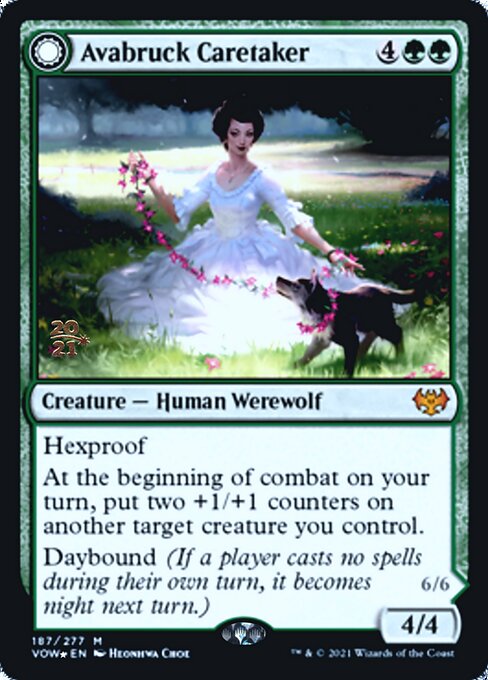 Avabruck Caretaker 4
20
21
Creature — Human Werewolf
Hexproof
At the beginning of combat on your
turn, put two +1/+1 counters on
another target creature you control.
Daybound (If a player casts no spells
during their own turn, it becomes
night next turn.)
6/6
4/4
187/277 M
VOW★EN Heonhwa Choe
™ & © 2021 Wizards of the Coast